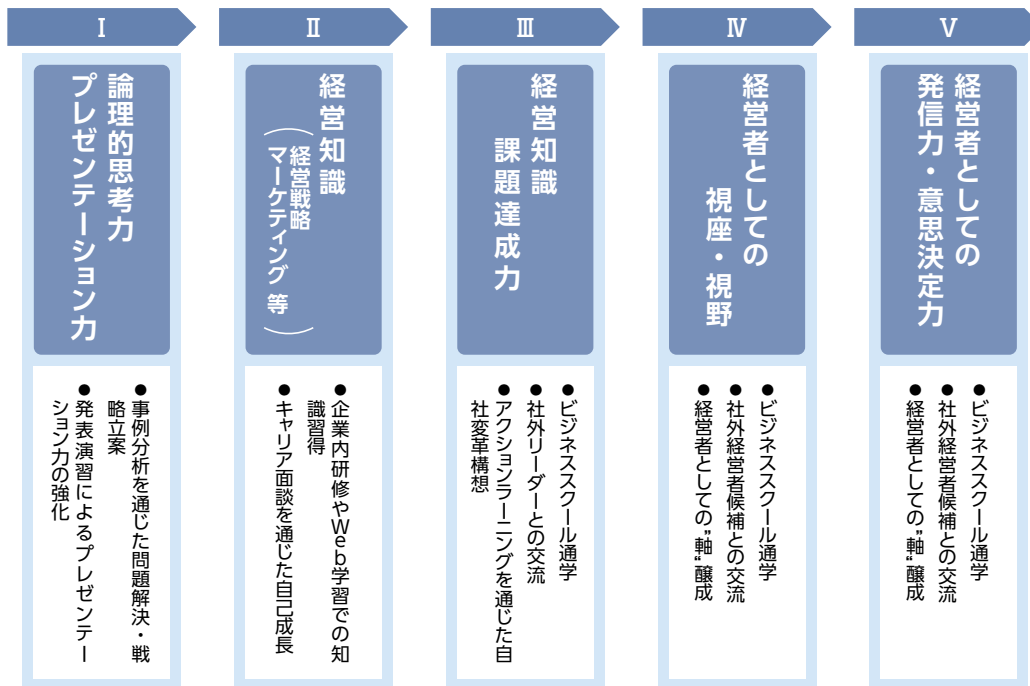 Ⅰ
論理的思考力
プレゼンテーション力
●事例分析を通じた問題解決・戦
略立案
●発表演習によるプレゼンテー
ション力の強化
Ⅱ
経営知識
（経営戦略
マーケティング 等）
●企業内研修やWeb学習での知
識習得
●キャリア面談を通じた自己成長
Ⅲ
経営知識
課題達成力
●ビジネススクール通学
●社外リーダーとの交流
●アクションラーニングを通じた自
社変革構想
Ⅳ
経営者としての
視座・視野
●ビジネススクール通学
●社外経営者候補との交流
●経営者としての”軸“醸成
Ⅴ
経営者としての
発信力・意思決定力
●ビジネススクール通学
●社外経営者候補との交流
●経営者としての”軸“醸成